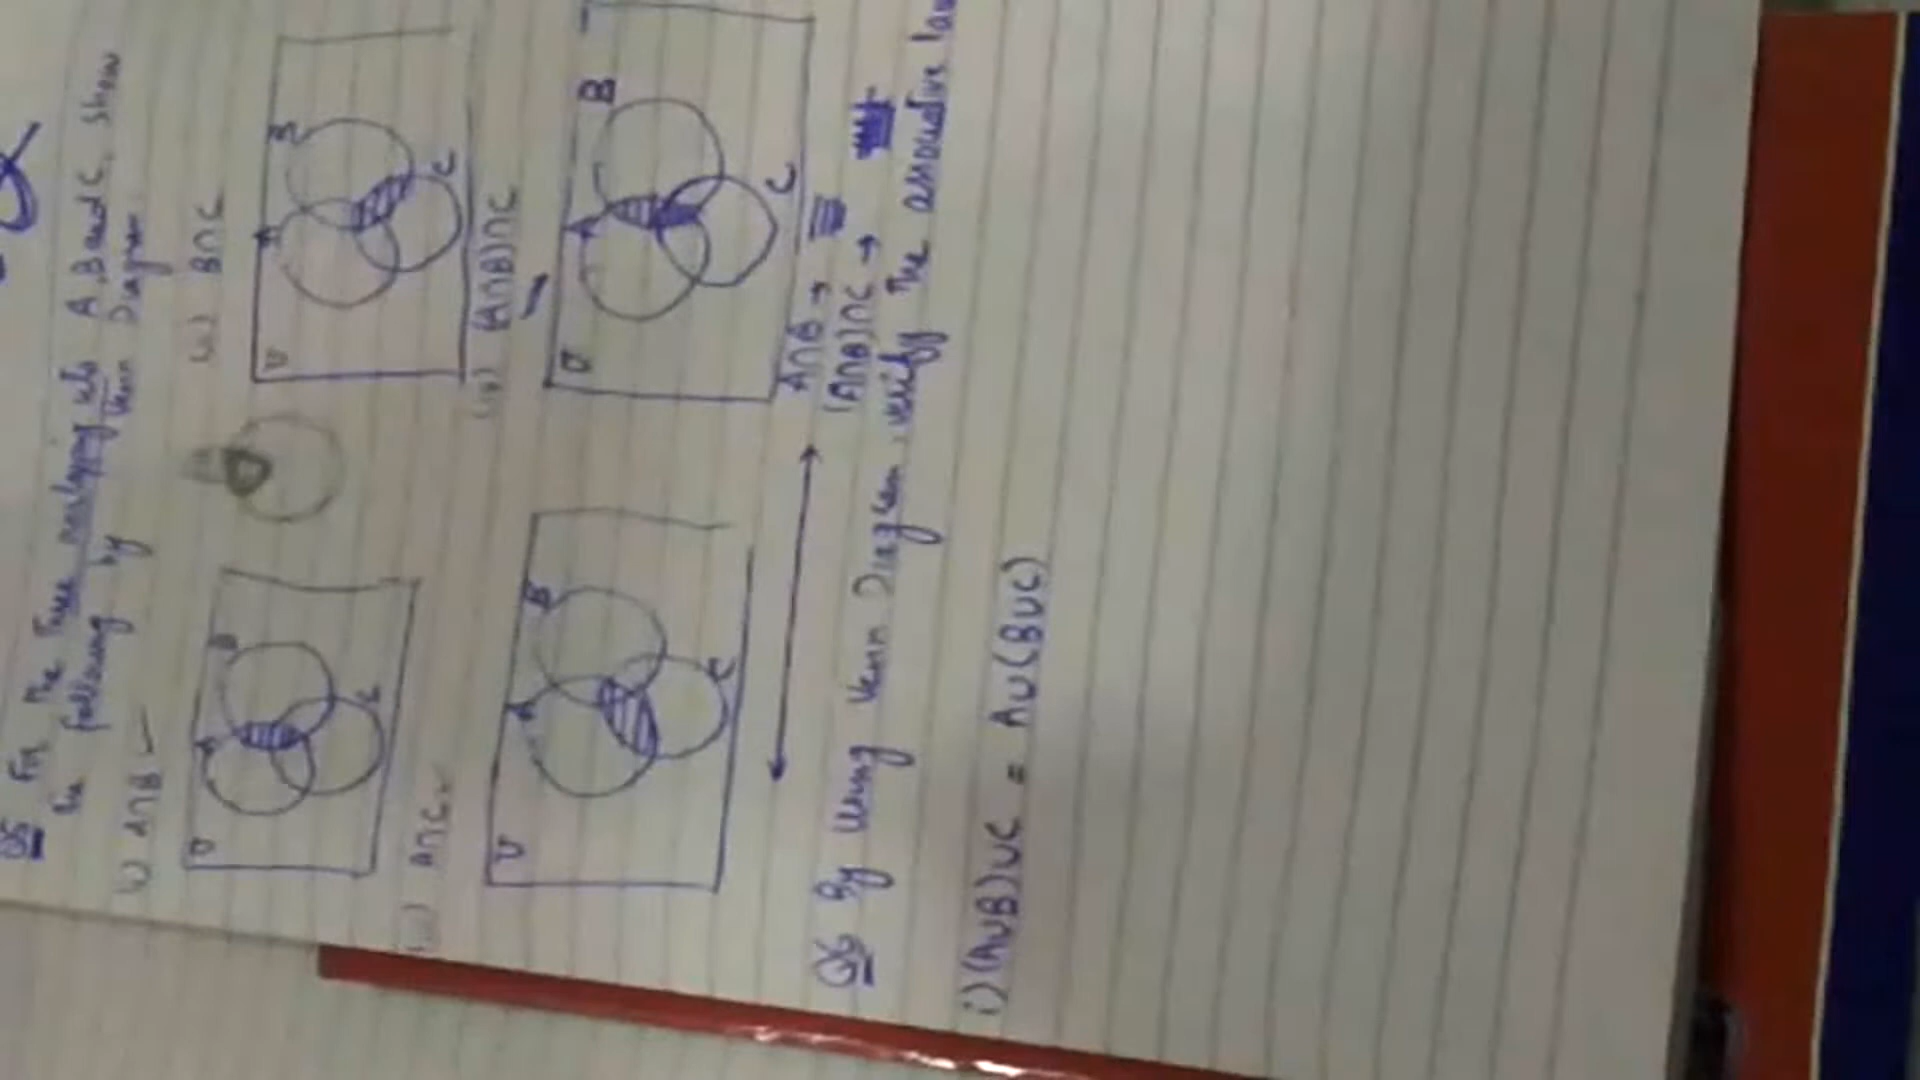 Q5 For the Three overlaping sets A, B and C, show
the following by Venn Diagram
i) A∩B
ii) B∩C
U A B C
U A B C
iii) A∩C
iv) (A∩B)∩C
U A B C
U A B C
A∩B →
(A∩B)∩C →
Q6 By Using Venn Diagram, verify The associative law
i) (A∪B)∪C = A∪(B∪C)